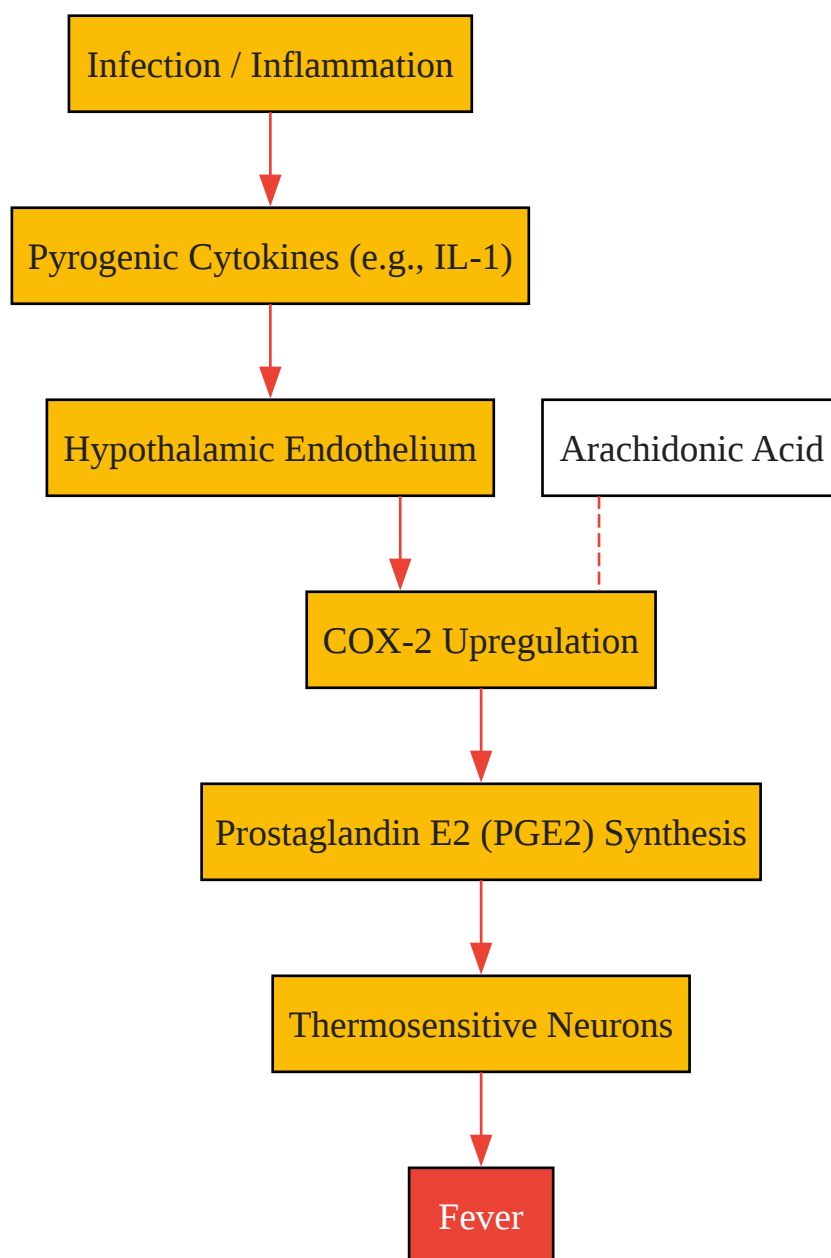 Infection / Inflammation
Pyrogenic Cytokines (e.g., IL-1)
Hypothalamic Endothelium
Arachidonic Acid
COX-2 Upregulation
Prostaglandin E2 (PGE2) Synthesis
Thermosensitive Neurons
Fever